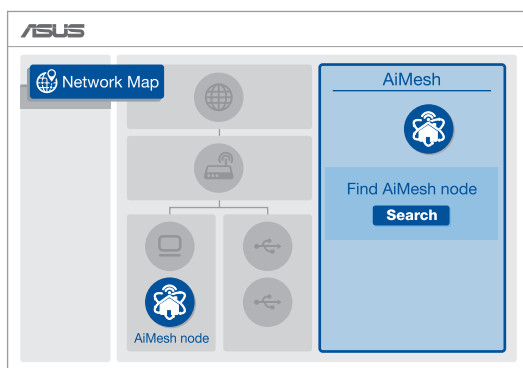 ASUS
Network Map
AiMesh
Find AiMesh node
Search
AiMesh node